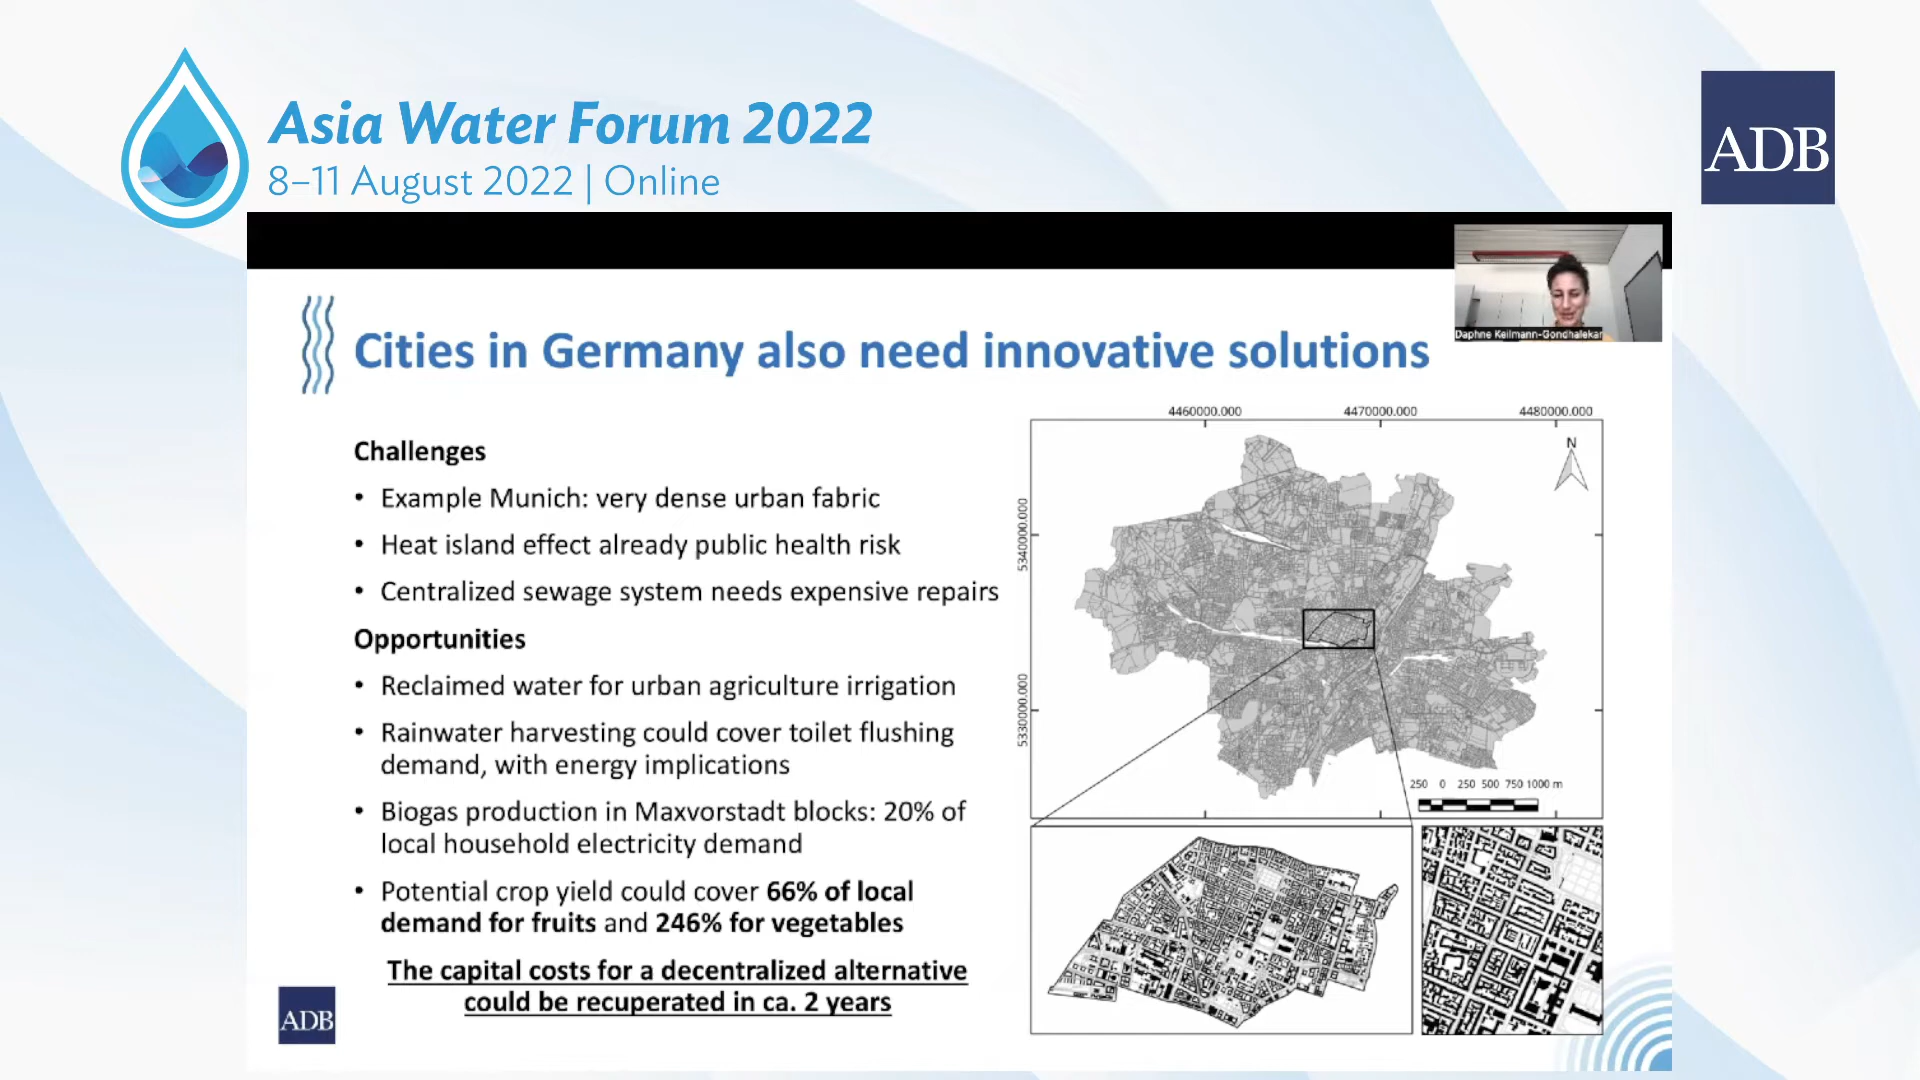 Asia Water Forum 2022
8–11 August 2022 | Online
ADB
Daphne Keilmann-Gondhalekar
Cities in Germany also need innovative solutions
Challenges
• Example Munich: very dense urban fabric
• Heat island effect already public health risk
• Centralized sewage system needs expensive repairs
Opportunities
• Reclaimed water for urban agriculture irrigation
• Rainwater harvesting could cover toilet flushing
demand, with energy implications
• Biogas production in Maxvorstadt blocks: 20% of
local household electricity demand
• Potential crop yield could cover 66% of local
demand for fruits and 246% for vegetables
The capital costs for a decentralized alternative
could be recuperated in ca. 2 years
ADB
4460000.000 4470000.000 4480000.000
N
5340000.000
5330000.000
250 0 250 500 750 1000 m